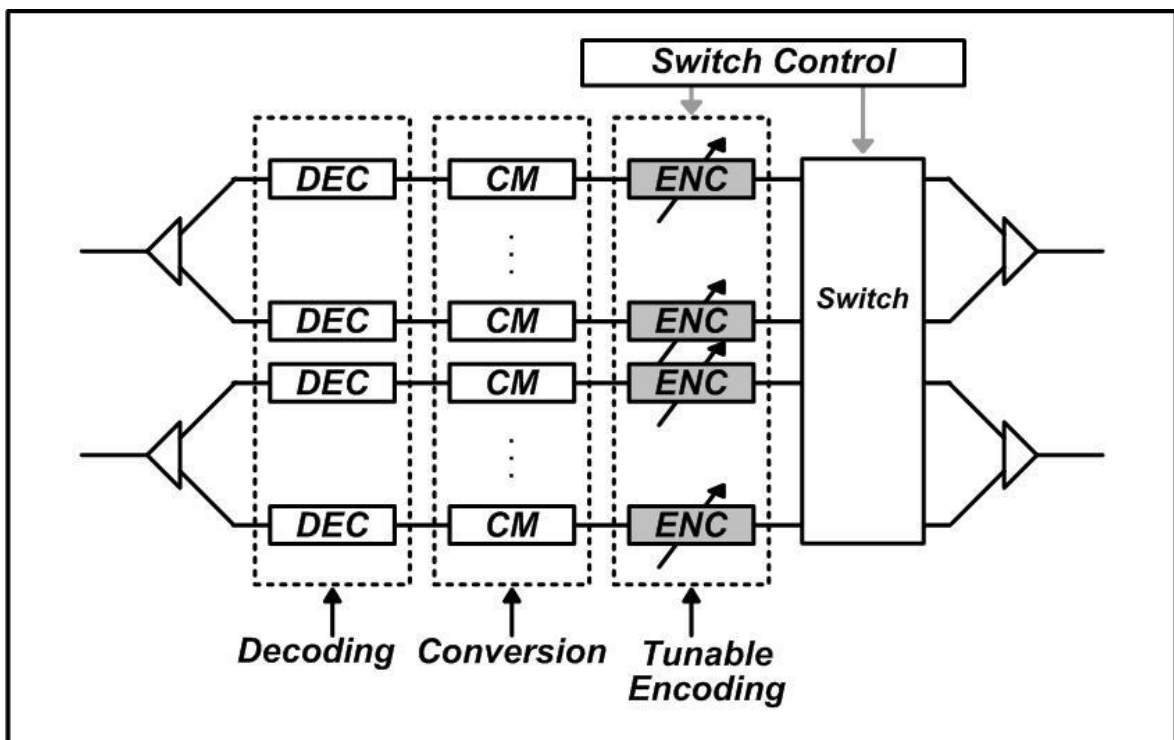 Switch Control
DEC CM ENC
DEC CM ENC
Switch
DEC CM ENC
DEC CM ENC
Decoding Conversion Tunable
Encoding